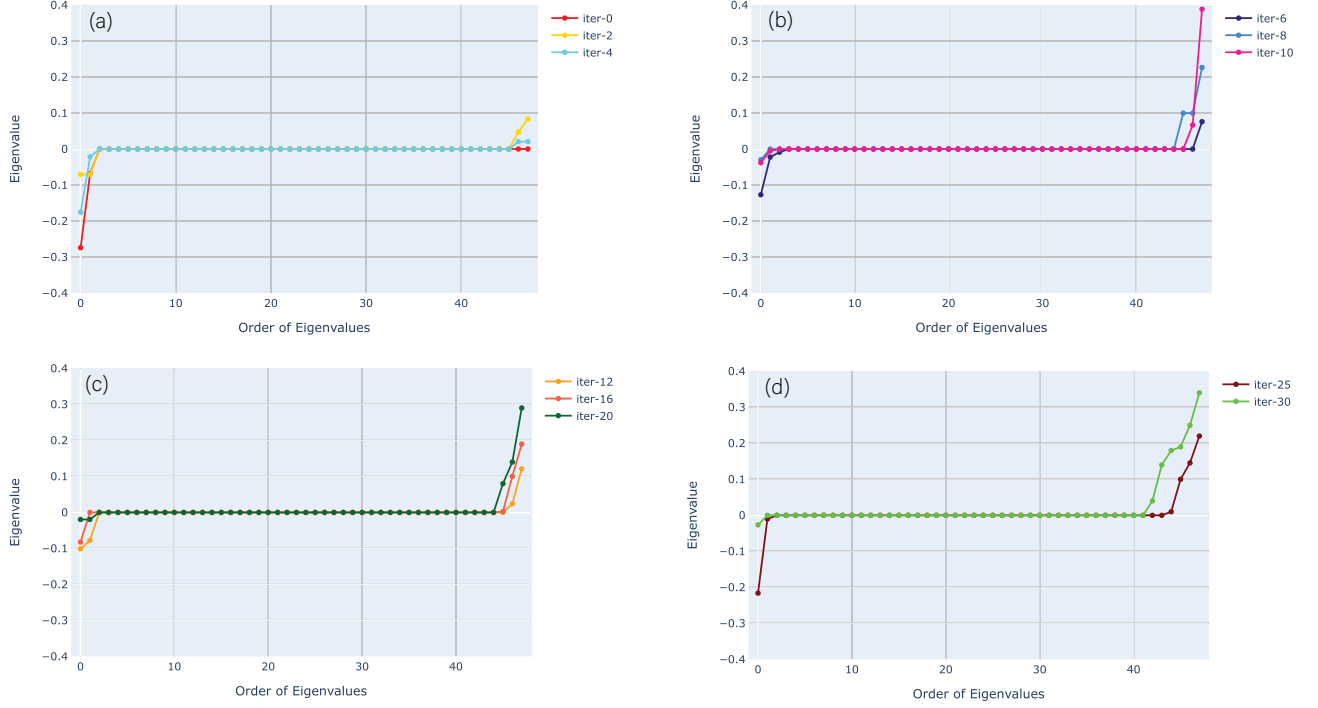 (a)
0.4
0.3
0.2
0.1
0
−0.1
−0.2
−0.3
−0.4
0 10 20 30 40
Eigenvalue
Order of Eigenvalues
iter-0
iter-2
iter-4
(b)
0.4
0.3
0.2
0.1
0
−0.1
−0.2
−0.3
−0.4
0 10 20 30 40
Eigenvalue
Order of Eigenvalues
iter-6
iter-8
iter-10
(c)
0.4
0.3
0.2
0.1
0
−0.1
−0.2
−0.3
−0.4
0 10 20 30 40
Eigenvalue
Order of Eigenvalues
iter-12
iter-16
iter-20
(d)
0.4
0.3
0.2
0.1
0
−0.1
−0.2
−0.3
−0.4
0 10 20 30 40
Eigenvalue
Order of Eigenvalues
iter-25
iter-30